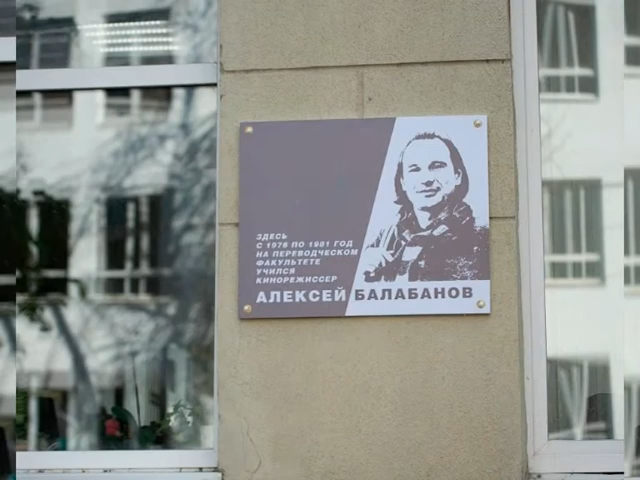 ЗДЕСЬ
С 1976 ПО 1981 ГОД
НА ПЕРЕВОДЧЕСКОМ
ФАКУЛЬТЕТЕ
УЧИЛСЯ
КИНОРЕЖИССЕР
АЛЕКСЕЙ БАЛАБАНОВ